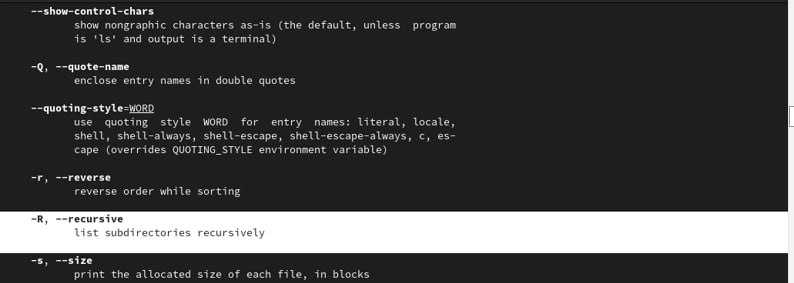 --show-control-chars
show nongraphic characters as-is (the default, unless  program
is 'ls' and output is a terminal)
-Q, --quote-name
enclose entry names in double quotes
--quoting-style=WORD
use  quoting  style  WORD  for  entry  names: literal, locale,
shell, shell-always, shell-escape, shell-escape-always, c, es-
cape (overrides QUOTING_STYLE environment variable)
-r, --reverse
reverse order while sorting
-R, --recursive
list subdirectories recursively
-s, --size
print the allocated size of each file, in blocks